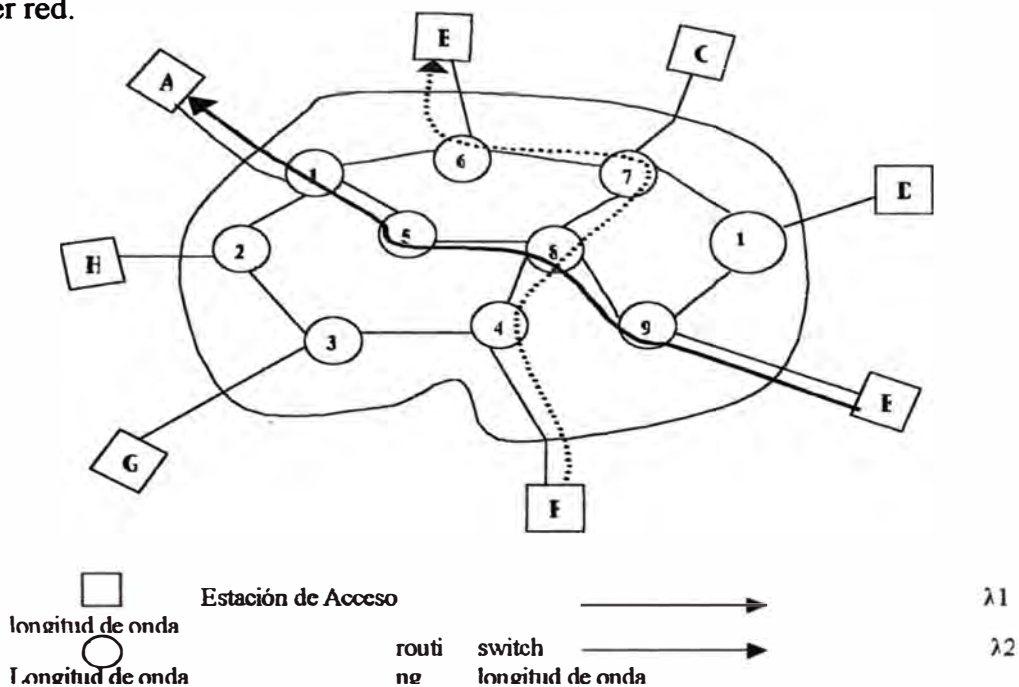 er red.
E
C
A
6
7
1
D
5
2
8
1
H
4
9
3
E
G
F
Estación de Acceso λ1
longitud de onda
routi switch λ2
Longitud de onda ng longitud de onda